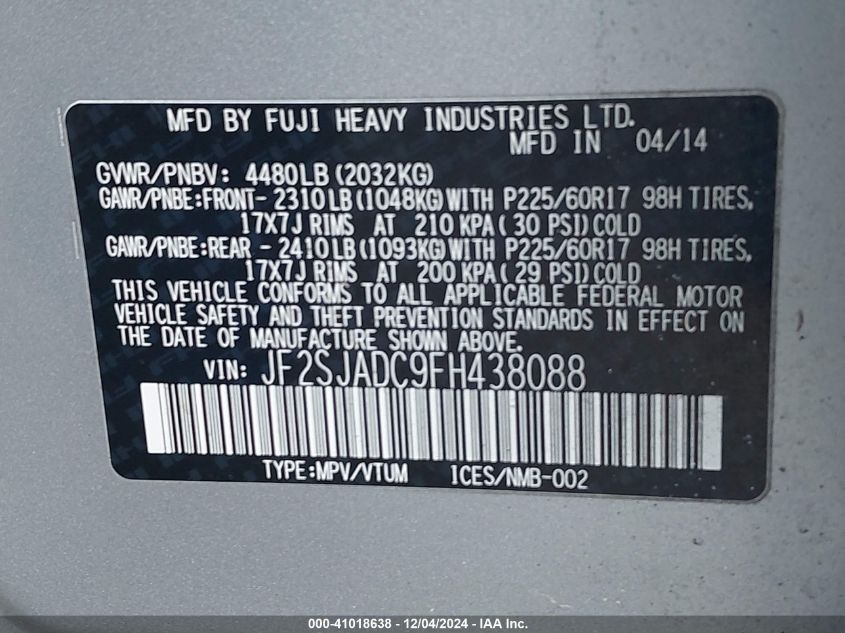 MFD BY FUJI HEAVY INDUSTRIES LTD.
MFD IN 04/14
GVWR/PNBV: 4480LB (2032KG)
GAWR/PNBE:FRONT- 2310LB (1048KG) WITH P225/60R17 98H TIRES,
17X7J RIMS AT 210 KPA (30 PSI) COLD
GAWR/PNBE:REAR - 2410LB (1093KG) WITH P225/60R17 98H TIRES,
17X7J RIMS AT 200 KPA (29 PSI) COLD
THIS VEHICLE CONFORMS TO ALL APPLICABLE FEDERAL MOTOR
VEHICLE SAFETY AND THEFT PREVENTION STANDARDS IN EFFECT ON
THE DATE OF MANUFACTURE SHOWN ABOVE.
VIN: JF2SJADC9FH438088
TYPE:MPV/VTUM ICES/NMB-002
000-41018638 - 12/04/2024 - IAA, Inc.